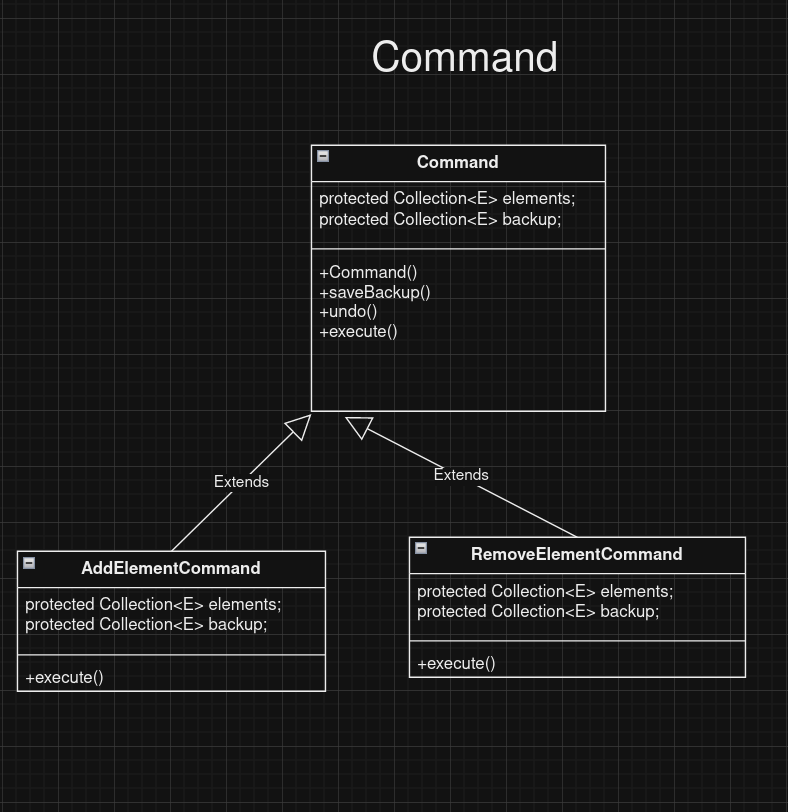 Command
Command
protected Collection<E> elements;
protected Collection<E> backup;
+Command()
+saveBackup()
+undo()
+execute()
Extends
Extends
AddElementCommand
protected Collection<E> elements;
protected Collection<E> backup;
+execute()
RemoveElementCommand
protected Collection<E> elements;
protected Collection<E> backup;
+execute()